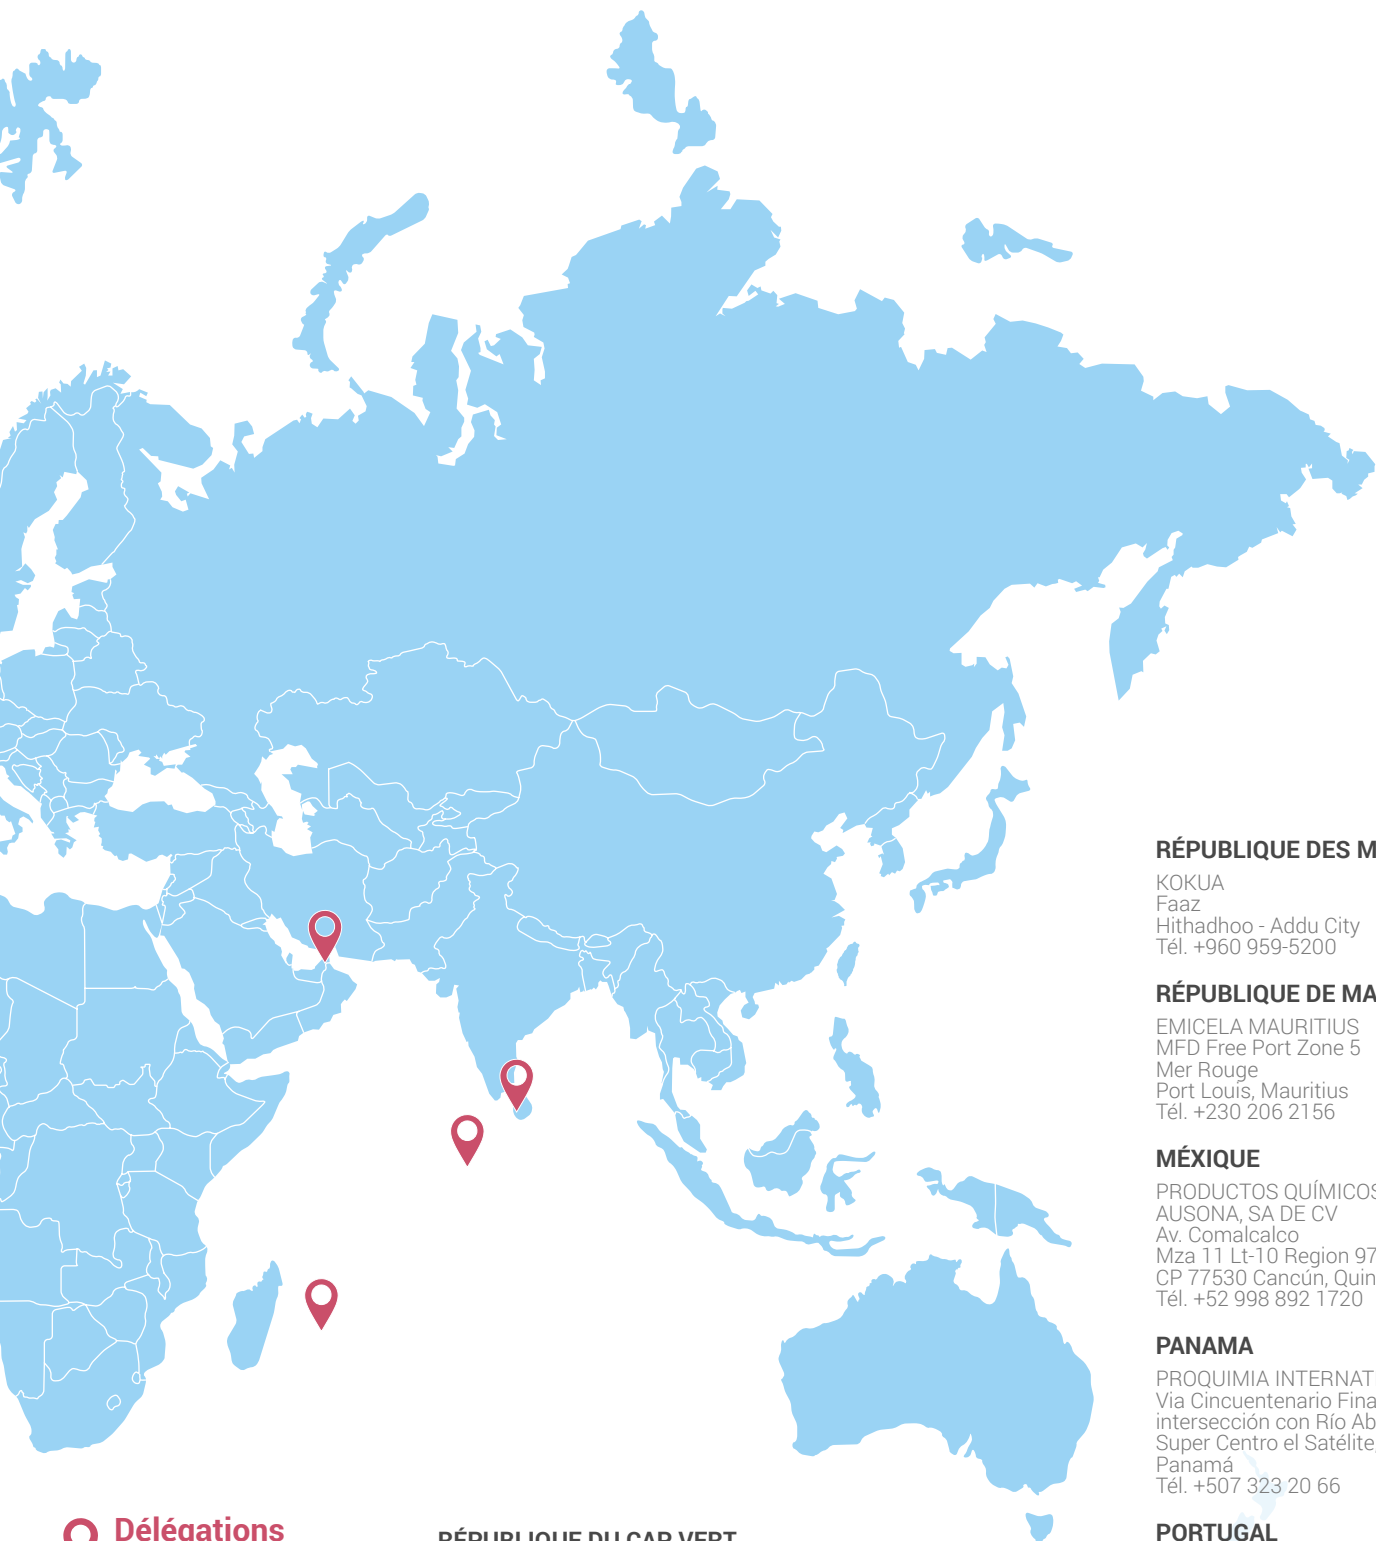 RÉPUBLIQUE DES M
KOKUA
Faaz
Hithadhoo - Addu City
Tél. +960 959-5200
RÉPUBLIQUE DE MA
EMICELA MAURITIUS
MFD Free Port Zone 5
Mer Rouge
Port Louis, Mauritius
Tél. +230 206 2156
MÉXIQUE
PRODUCTOS QUÍMICOS
AUSONA, SA DE CV
Av. Comalcalco
Mza 11 Lt-10 Region 97
CP 77530 Cancún, Quin
Tél. +52 998 892 1720
PANAMA
PROQUIMIA INTERNAT
Via Cincuentenario Fina
intersección con Río Ab
Super Centro el Satélite,
Panamá
Tél. +507 323 20 66
PORTUGAL
Délégations
RÉPUBLIQUE DU CAP VERT